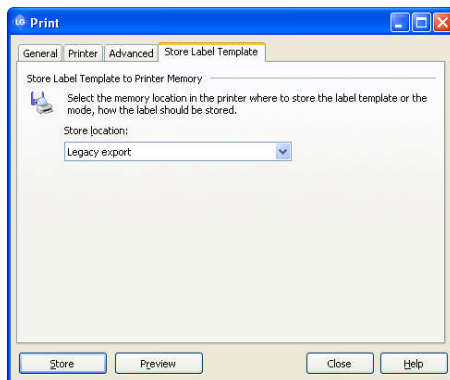 LG Print
General Printer Advanced Store Label Template
Store Label Template to Printer Memory
Select the memory location in the printer where to store the label template or the
mode, how the label should be stored.
Store location:
Legacy export
Store Preview Close Help